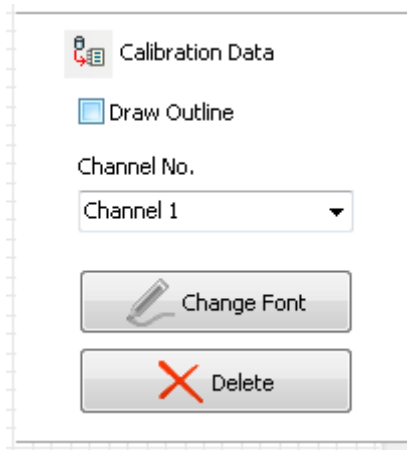 Calibration Data
Draw Outline
Channel No.
Channel 1
Change Font
Delete